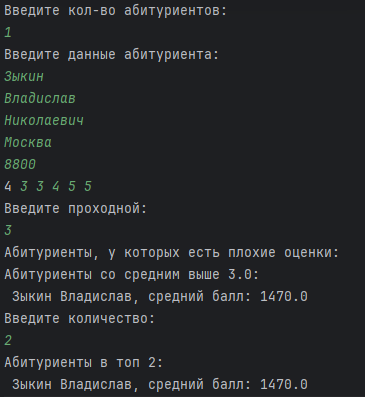 Введите кол-во абитуриентов:
1
Введите данные абитуриента:
Зыкин
Владислав
Николаевич
Москва
8800
4 3 3 4 5 5
Введите проходной:
3
Абитуриенты, у которых есть плохие оценки:
Абитуриенты со средним выше 3.0:
Зыкин Владислав, средний балл: 1470.0
Введите количество:
2
Абитуриенты в топ 2:
Зыкин Владислав, средний балл: 1470.0